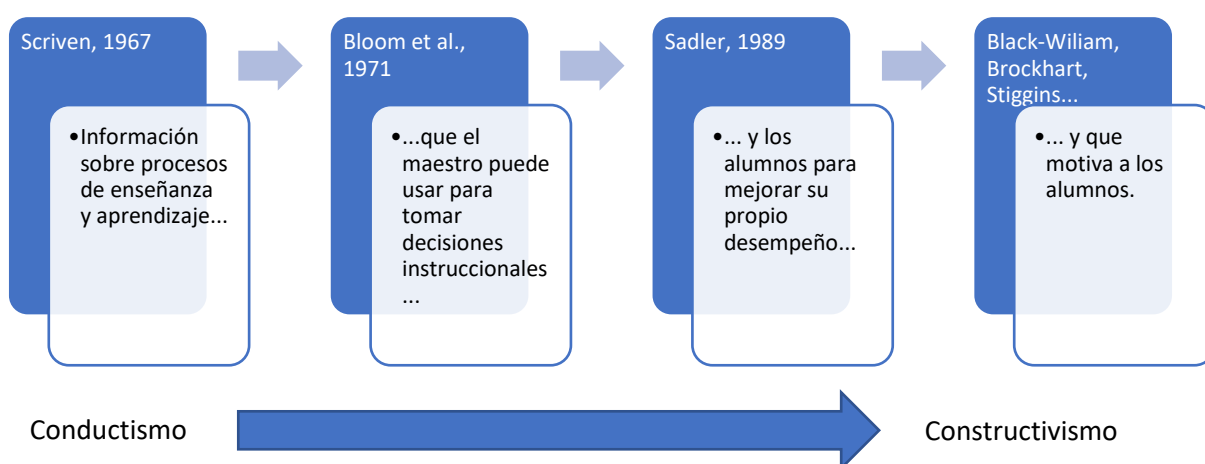 Scriven, 1967
•Información
sobre procesos
de enseñanza
y aprendizaje...
Bloom et al.,
1971
•...que el
maestro puede
usar para
tomar
decisiones
instruccionales
...
Sadler, 1989
•... y los
alumnos para
mejorar su
propio
desempeño...
Black-Wiliam,
Brockhart,
Stiggins...
•... y que
motiva a los
alumnos.
Conductismo
Constructivismo